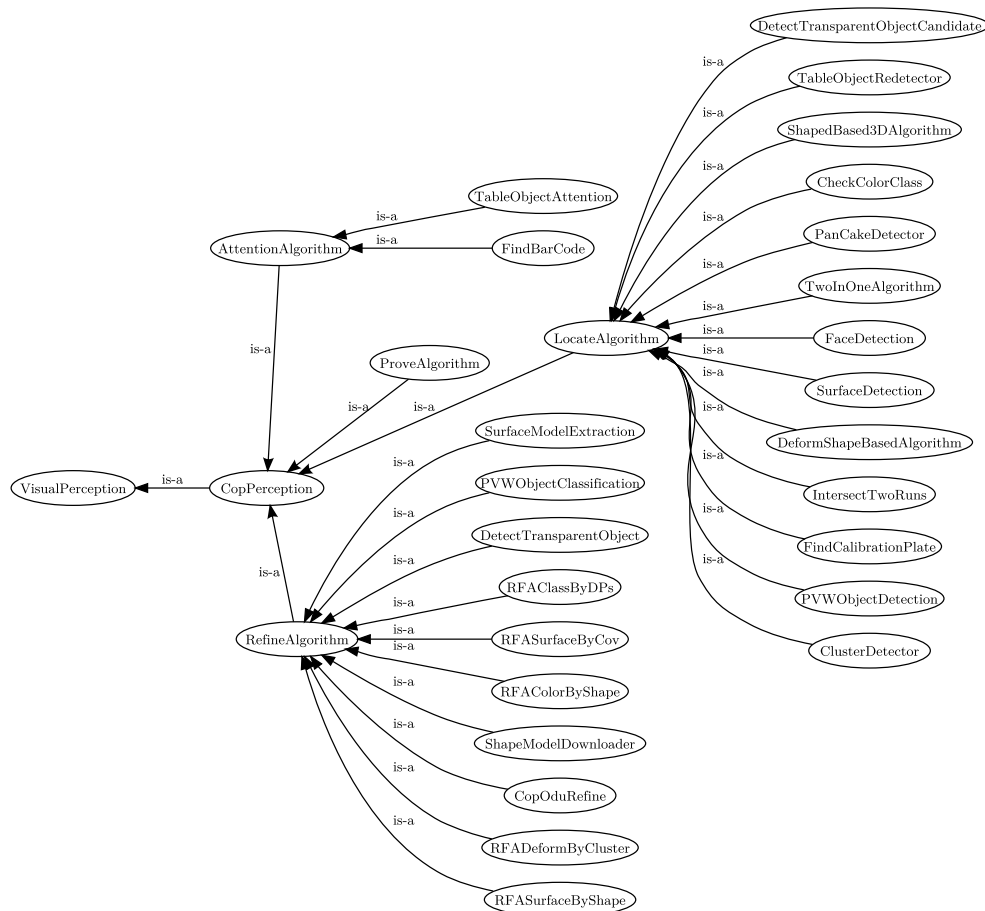 DetectTransparentObjectCandidate
is-a
TableObjectRedetector
is-a
ShapedBased3DAlgorithm
is-a
CheckColorClass
TableObjectAttention
is-a
is-a
PanCakeDetector
is-a
AttentionAlgorithm
FindBarCode
is-a
TwoInOneAlgorithm
is-a
LocateAlgorithm
is-a
FaceDetection
is-a
is-a
ProveAlgorithm
is-a
SurfaceDetection
is-a
is-a
is-a
SurfaceModelExtraction
DeformShapeBasedAlgorithm
is-a
is-a
VisualPerception
is-a
CopPerception
PVWObjectClassification
IntersectTwoRuns
is-a
is-a
DetectTransparentObject
FindCalibrationPlate
is-a
is-a
is-a
RFAClassByDPs
PVWObjectDetection
is-a
RefineAlgorithm
is-a
RFASurfaceByCov
ClusterDetector
is-a
is-a
RFAColorByShape
is-a
ShapeModelDownloader
is-a
CopOduRefine
is-a
RFADeformByCluster
RFASurfaceByShape